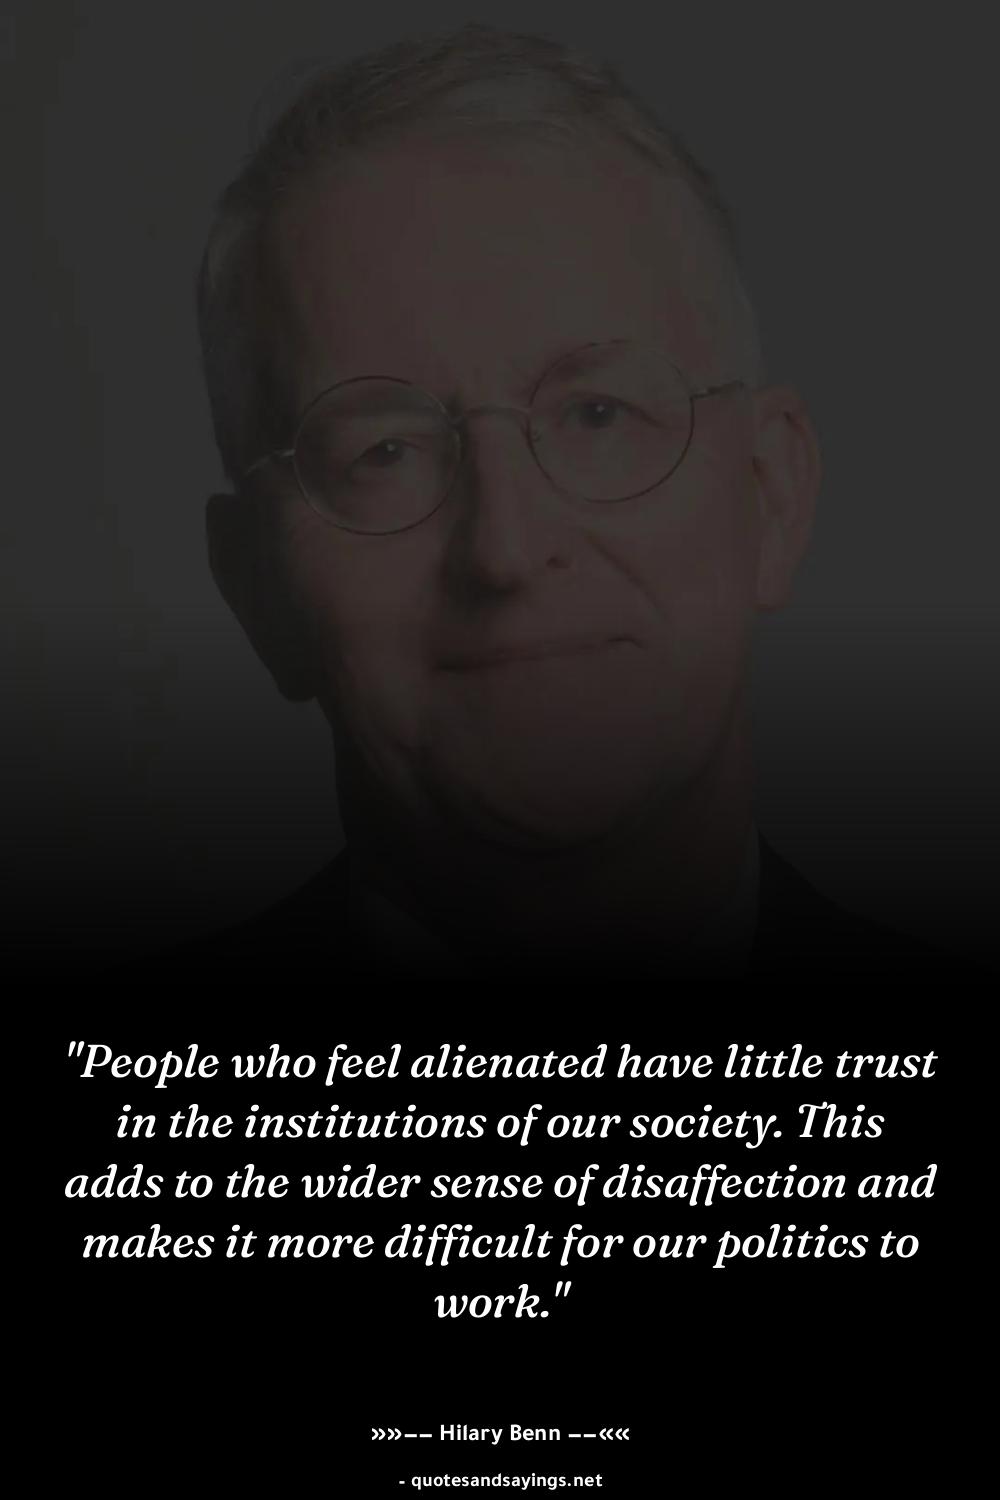 "People who feel alienated have little trust
in the institutions of our society. This
adds to the wider sense of disaffection and
makes it more difficult for our politics to
work."
»»−− Hilary Benn −−««
- quotesandsayings.net